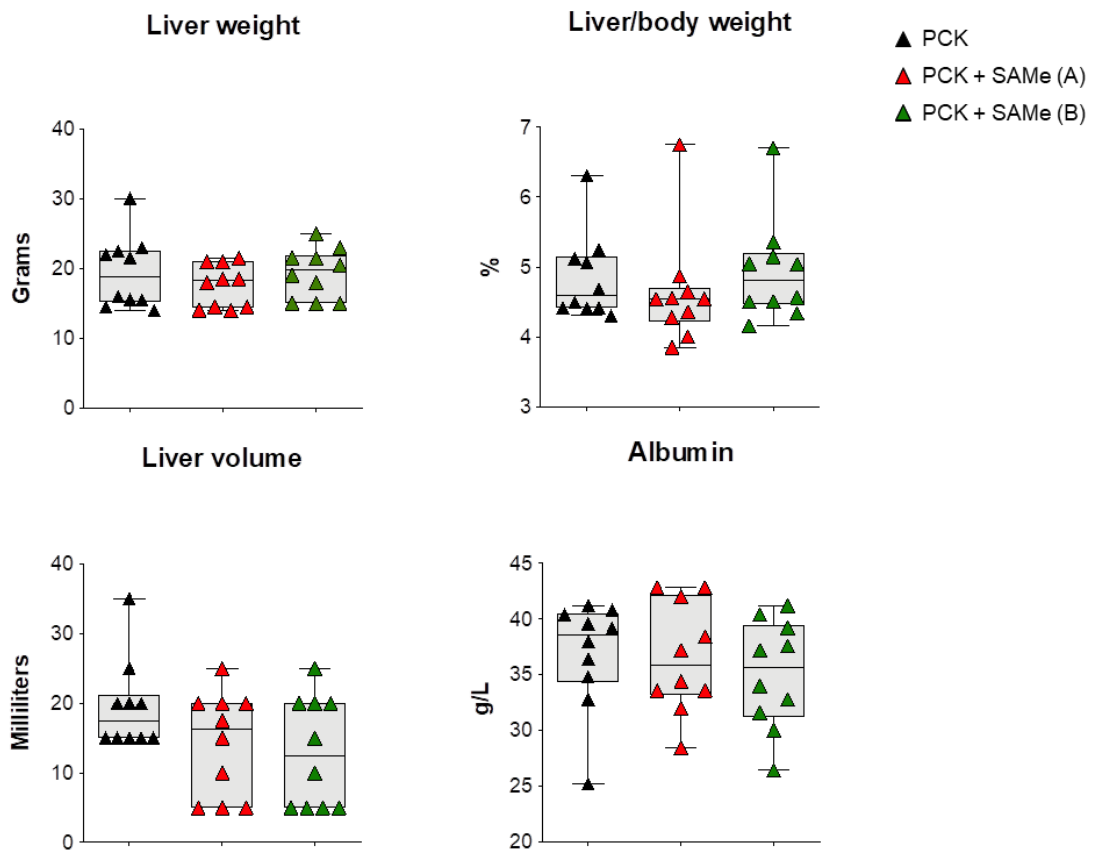 Liver weight
Liver/body weight
PCK
PCK + SAMe (A)
PCK + SAMe (B)
Grams
40
30
20
10
0
%
7
6
5
4
3
Liver volume
Albumin
Milliliters
40
30
20
10
0
g/L
45
40
35
30
25
20